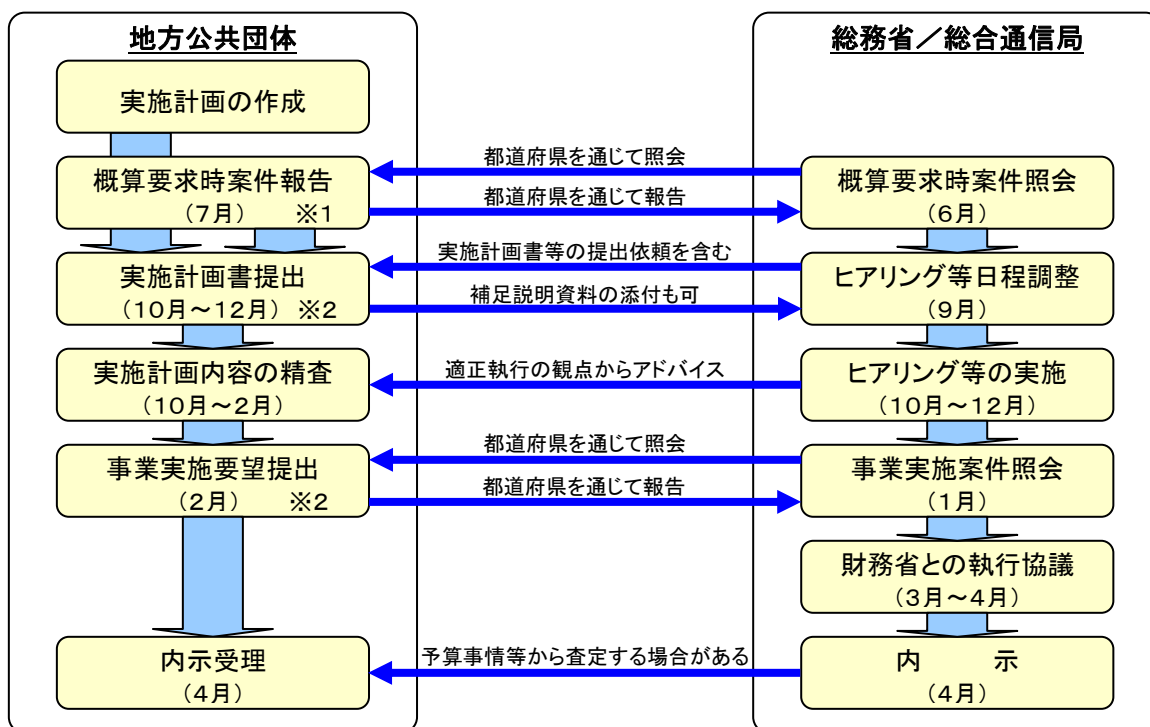 地方公共団体
総務省／総合通信局
実施計画の作成
都道府県を通じて照会
概算要求時案件報告
（7月）　※1
概算要求時案件照会
（6月）
都道府県を通じて報告
実施計画書等の提出依頼を含む
実施計画書提出
（10月～12月）※2
ヒアリング等日程調整
（9月）
補足説明資料の添付も可
実施計画内容の精査
（10月～2月）
適正執行の観点からアドバイス
ヒアリング等の実施
（10月～12月）
都道府県を通じて照会
事業実施要望提出
（2月）　※2
事業実施案件照会
（1月）
都道府県を通じて報告
財務省との執行協議
（3月～4月）
内示受理
（4月）
予算事情等から査定する場合がある
内　　示
（4月）